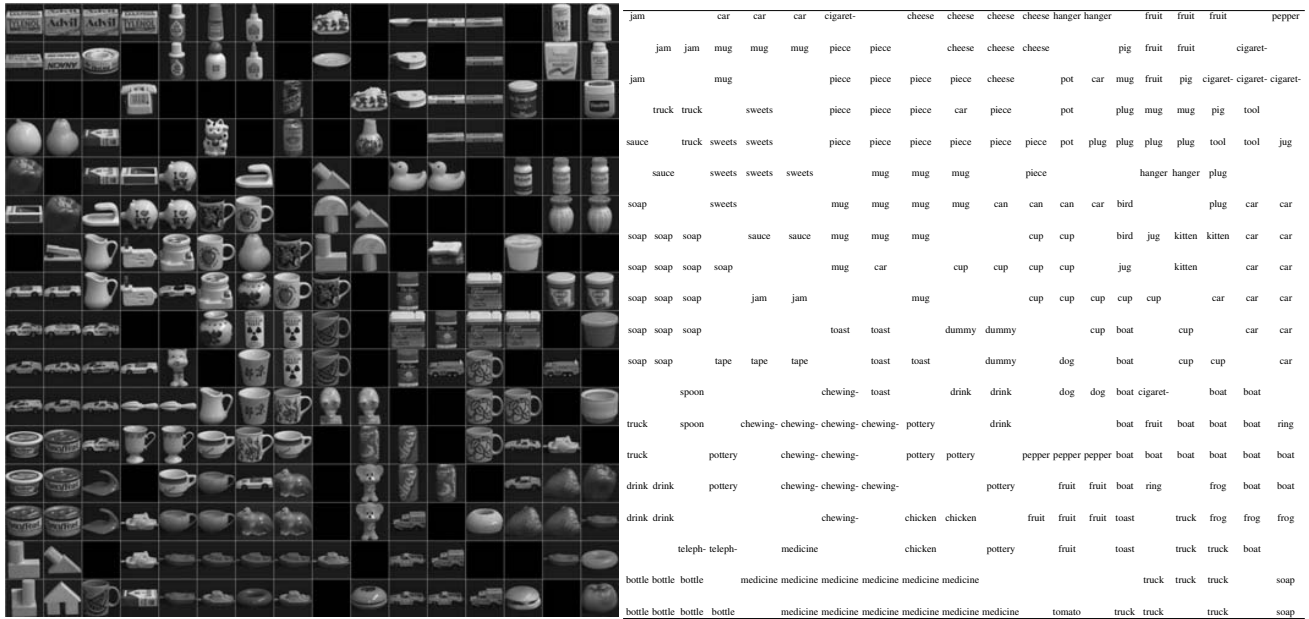 TYLENOL Advil Advil TYLENOL
jam car car car cigaret- cheese cheese cheese cheese hanger hanger fruit fruit fruit pepper
jam jam mug mug mug piece piece cheese cheese cheese pig fruit fruit cigaret-
jam mug piece piece piece piece cheese pot car mug fruit pig cigaret- cigaret- cigaret-
truck truck sweets piece piece piece car piece pot plug mug mug pig tool
sauce truck sweets sweets piece piece piece piece piece piece pot plug plug plug plug tool tool jug
sauce sweets sweets sweets mug mug mug piece hanger hanger plug
soap sweets mug mug mug mug can can can car bird plug car car
soap soap soap sauce sauce mug mug mug cup cup bird jug kitten kitten car car
soap soap soap soap mug car cup cup cup cup jug kitten car car
soap soap soap jam jam mug cup cup cup cup cup car car car
soap soap soap toast toast dummy dummy cup boat cup car car
soap soap tape tape tape toast toast dummy dog boat cup cup car
spoon chewing- toast drink drink dog dog boat cigaret- boat boat
truck spoon chewing- chewing- chewing- chewing- pottery drink boat fruit boat boat boat ring
truck pottery chewing- chewing- pottery pottery pepper pepper pepper boat boat boat boat boat boat
drink drink pottery chewing- chewing- chewing- pottery fruit fruit boat ring frog boat boat
drink drink chewing- chicken chicken fruit fruit fruit toast truck frog frog frog
teleph- teleph- medicine chicken pottery fruit toast truck truck boat
bottle bottle bottle medicine medicine medicine medicine medicine medicine truck truck truck soap
bottle bottle bottle bottle medicine medicine medicine medicine medicine medicine tomato truck truck truck soap